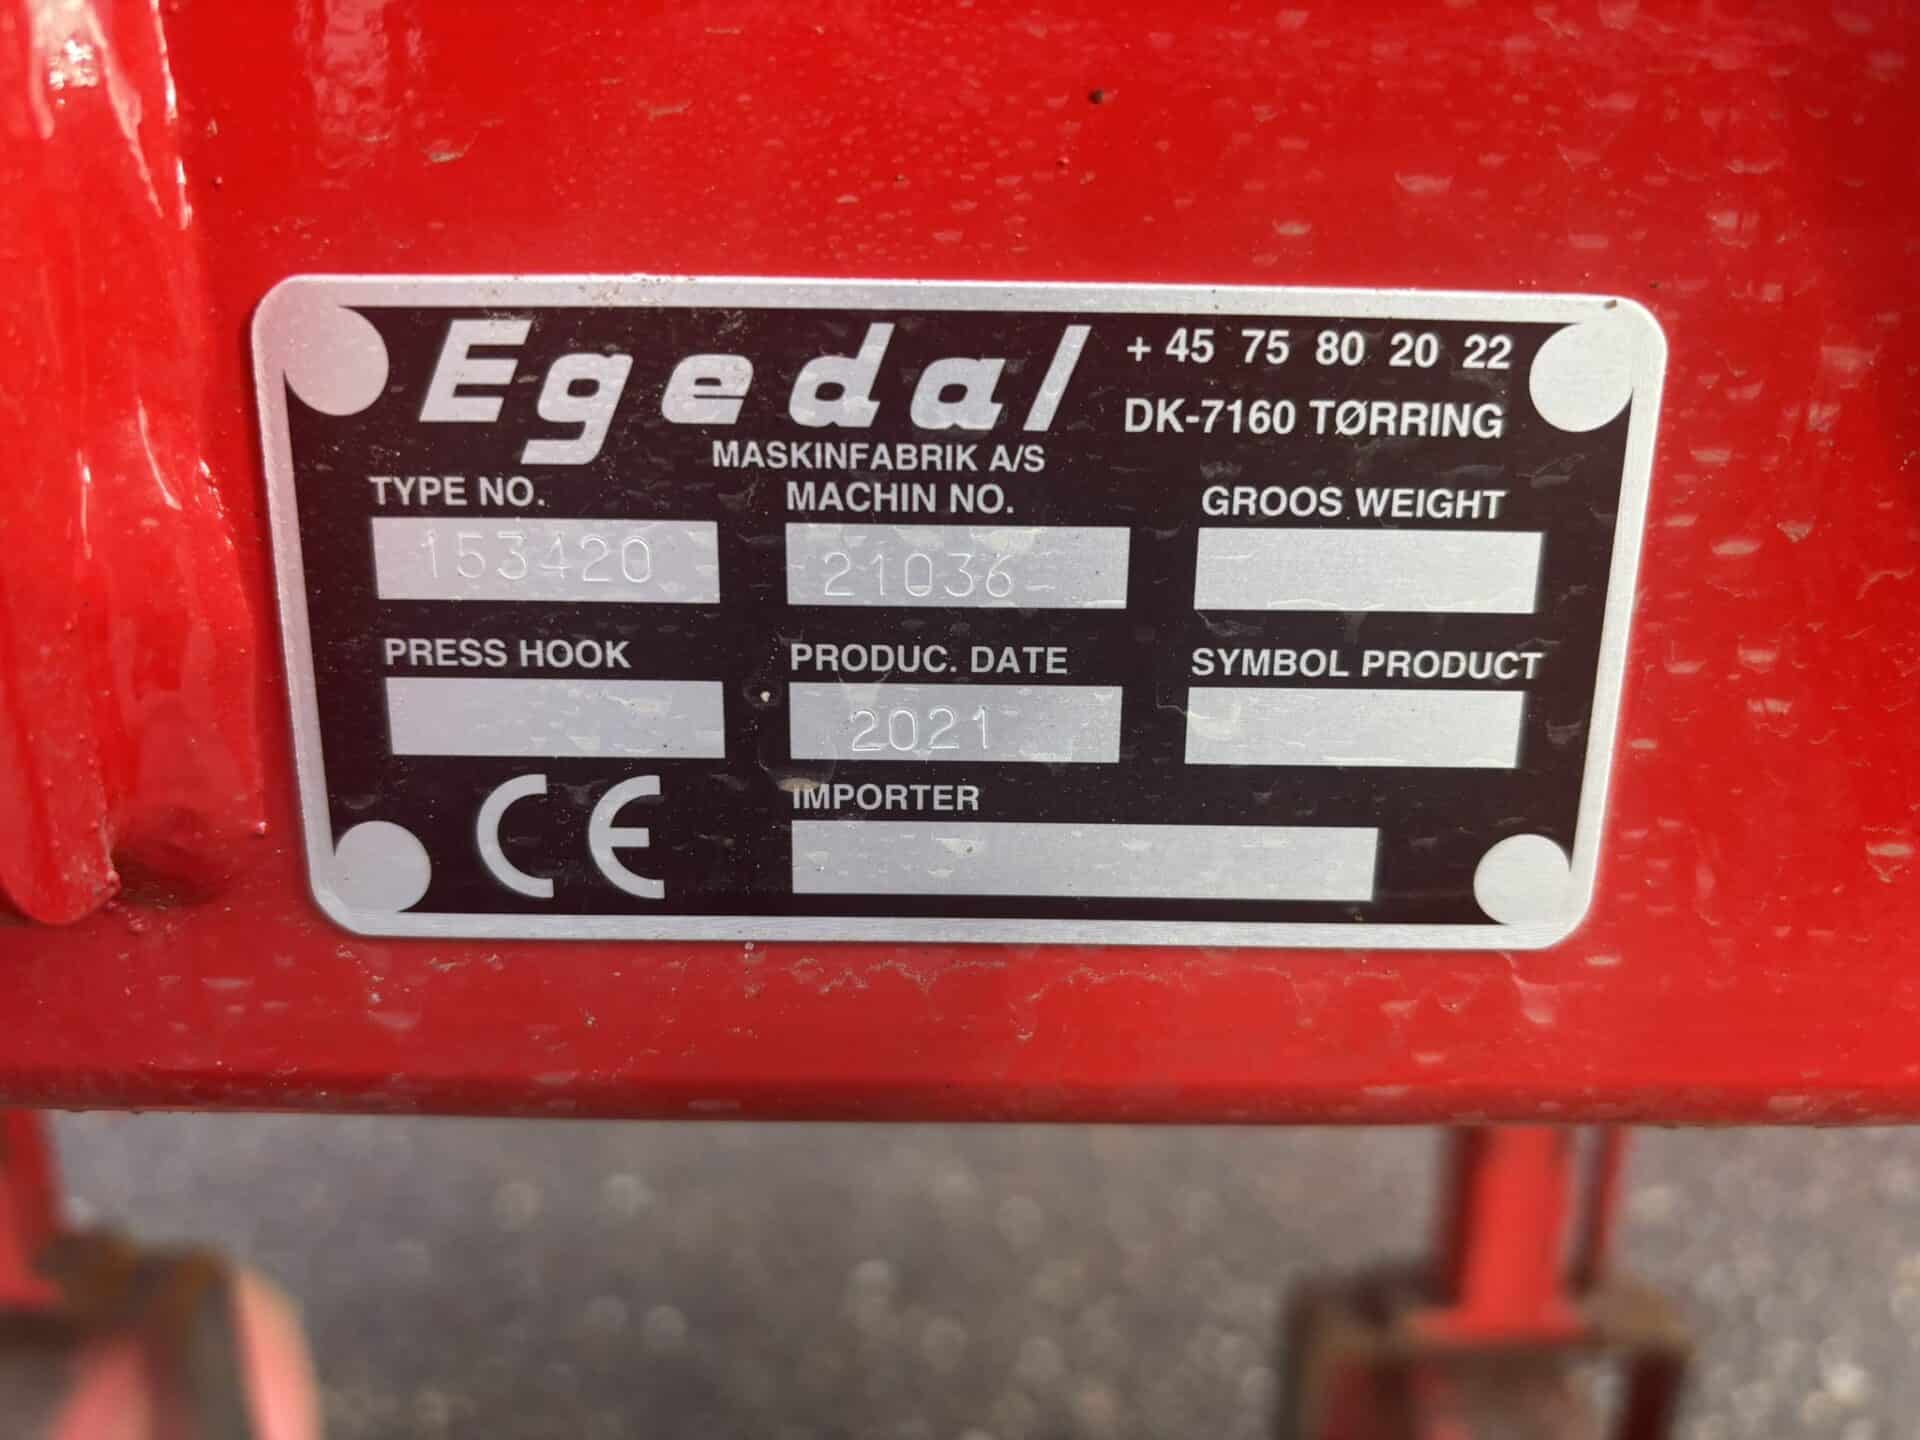 Egedal
+ 45 75 80 20 22
DK-7160 TØRRING
MASKINFABRIK A/S
TYPE NO. MACHIN NO. GROOS WEIGHT
153420 21036
PRESS HOOK PRODUC. DATE SYMBOL PRODUCT
2021
CE IMPORTER